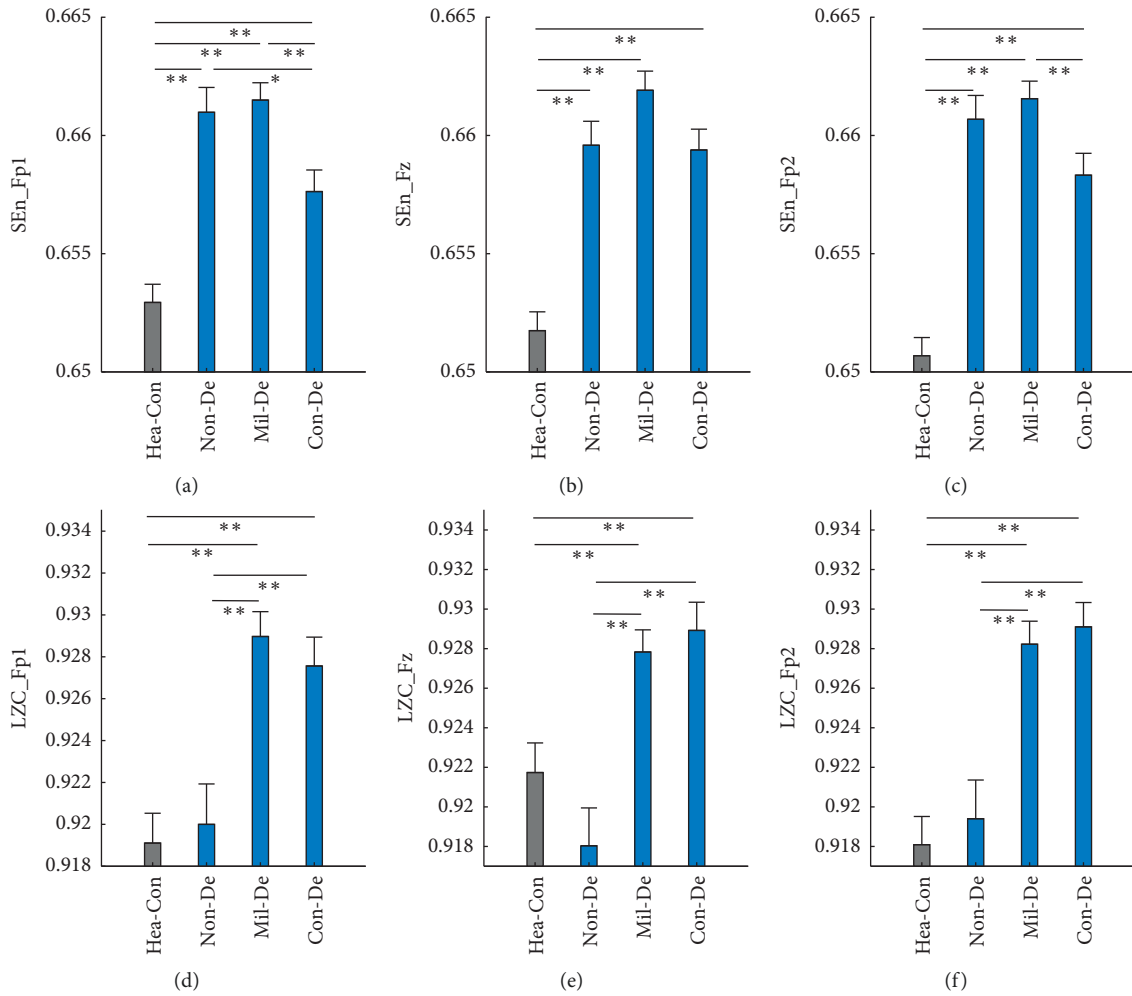 0.665
0.66
0.655
0.65
SEn_Fp1
**
**
**
**
**
*
Hea-Con
Non-De
Mil-De
Con-De
(a)
0.665
0.66
0.655
0.65
SEn_Fz
**
**
**
Hea-Con
Non-De
Mil-De
Con-De
(b)
0.665
0.66
0.655
0.65
SEn_Fp2
**
**
**
**
Hea-Con
Non-De
Mil-De
Con-De
(c)
0.934
0.932
0.93
0.928
0.926
0.924
0.922
0.92
0.918
LZC_Fp1
**
**
**
**
Hea-Con
Non-De
Mil-De
Con-De
(d)
0.934
0.932
0.93
0.928
0.926
0.924
0.922
0.92
0.918
LZC_Fz
**
**
**
**
Hea-Con
Non-De
Mil-De
Con-De
(e)
0.934
0.932
0.93
0.928
0.926
0.924
0.922
0.92
0.918
LZC_Fp2
**
**
**
**
Hea-Con
Non-De
Mil-De
Con-De
(f)